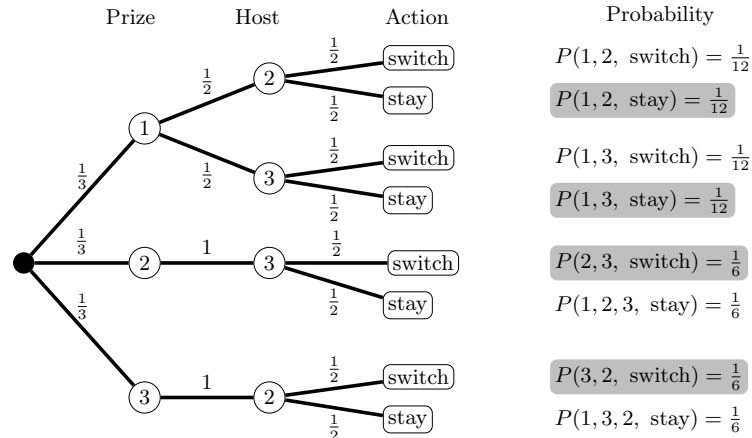 Prize Host Action Probability
1/2 switch P(1, 2, switch) = 1/12
1/2 2
1/2 stay P(1, 2, stay) = 1/12
1
1/2 switch P(1, 3, switch) = 1/12
1/3 1/2 3
1/2 stay P(1, 3, stay) = 1/12
1/3 2 1 3 1/2 switch P(2, 3, switch) = 1/6
1/2 stay P(1, 2, 3, stay) = 1/6
1/3
1/2 switch P(3, 2, switch) = 1/6
3 1 2
1/2 stay P(1, 3, 2, stay) = 1/6